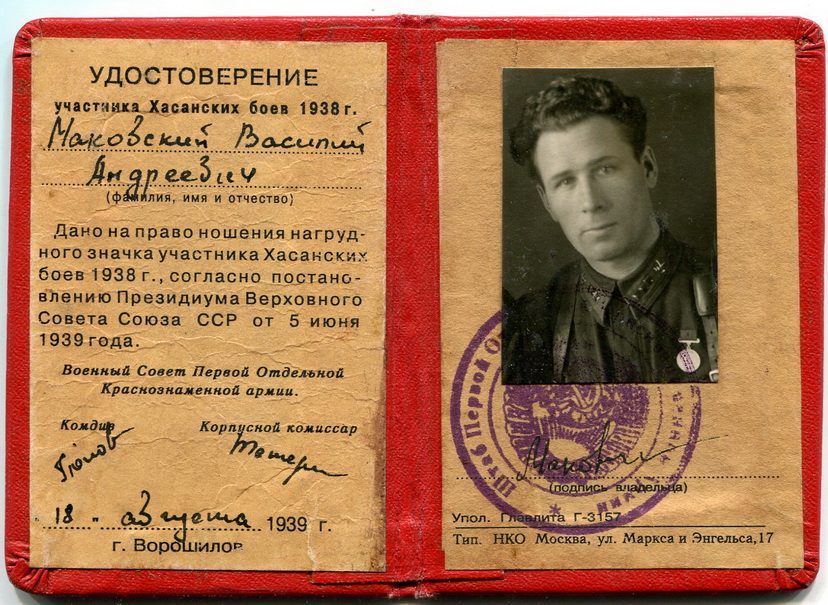 УДОСТОВЕРЕНИЕ
участника Хасанских боев 1938 г.
Маковский Василий
Андреевич
(фамилия, имя и отчество)
Дано на право ношения нагруд-
ного значка участника Хасанских
боев 1938 г., согласно постано-
влению Президиума Верховного
Совета Союза ССР от 5 июня
1939 года.
Военный Совет Первой Отдельной
Краснознаменной армии.
Комдив Корпусной комиссар
18 " августа 1939 г.
г. Ворошилов
Штаб Первой
(подпись владельца)
Упол. Главлита Г-3157
Тип. НКО Москва, ул. Маркса и Энгельса,17